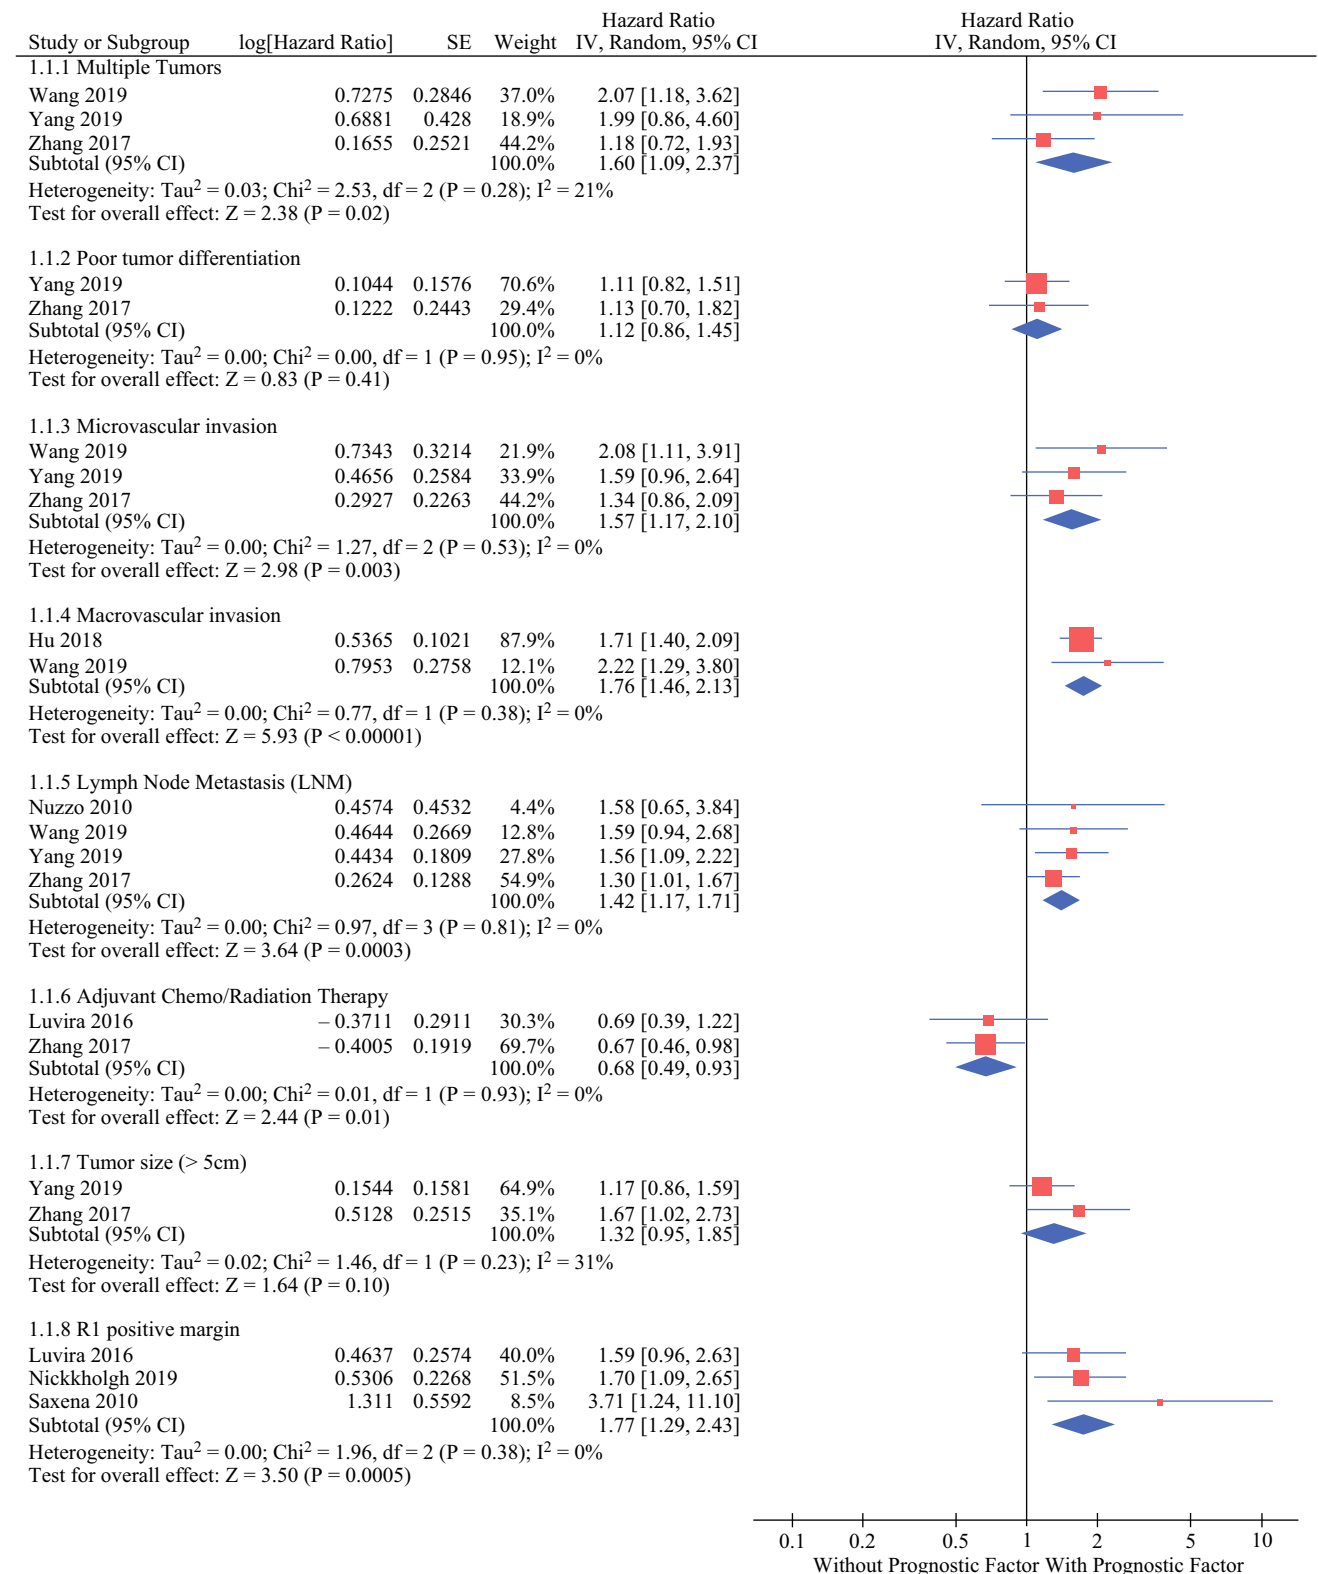 Hazard Ratio Hazard Ratio
Study or Subgroup log[Hazard Ratio] SE Weight IV, Random, 95% CI IV, Random, 95% CI
1.1.1 Multiple Tumors
Wang 2019 0.7275 0.2846 37.0% 2.07 [1.18, 3.62]
Yang 2019 0.6881 0.428 18.9% 1.99 [0.86, 4.60]
Zhang 2017 0.1655 0.2521 44.2% 1.18 [0.72, 1.93]
Subtotal (95% CI) 100.0% 1.60 [1.09, 2.37]
Heterogeneity: Tau² = 0.03; Chi² = 2.53, df = 2 (P = 0.28); I² = 21%
Test for overall effect: Z = 2.38 (P = 0.02)
1.1.2 Poor tumor differentiation
Yang 2019 0.1044 0.1576 70.6% 1.11 [0.82, 1.51]
Zhang 2017 0.1222 0.2443 29.4% 1.13 [0.70, 1.82]
Subtotal (95% CI) 100.0% 1.12 [0.86, 1.45]
Heterogeneity: Tau² = 0.00; Chi² = 0.00, df = 1 (P = 0.95); I² = 0%
Test for overall effect: Z = 0.83 (P = 0.41)
1.1.3 Microvascular invasion
Wang 2019 0.7343 0.3214 21.9% 2.08 [1.11, 3.91]
Yang 2019 0.4656 0.2584 33.9% 1.59 [0.96, 2.64]
Zhang 2017 0.2927 0.2263 44.2% 1.34 [0.86, 2.09]
Subtotal (95% CI) 100.0% 1.57 [1.17, 2.10]
Heterogeneity: Tau² = 0.00; Chi² = 1.27, df = 2 (P = 0.53); I² = 0%
Test for overall effect: Z = 2.98 (P = 0.003)
1.1.4 Macrovascular invasion
Hu 2018 0.5365 0.1021 87.9% 1.71 [1.40, 2.09]
Wang 2019 0.7953 0.2758 12.1% 2.22 [1.29, 3.80]
Subtotal (95% CI) 100.0% 1.76 [1.46, 2.13]
Heterogeneity: Tau² = 0.00; Chi² = 0.77, df = 1 (P = 0.38); I² = 0%
Test for overall effect: Z = 5.93 (P < 0.00001)
1.1.5 Lymph Node Metastasis (LNM)
Nuzzo 2010 0.4574 0.4532 4.4% 1.58 [0.65, 3.84]
Wang 2019 0.4644 0.2669 12.8% 1.59 [0.94, 2.68]
Yang 2019 0.4434 0.1809 27.8% 1.56 [1.09, 2.22]
Zhang 2017 0.2624 0.1288 54.9% 1.30 [1.01, 1.67]
Subtotal (95% CI) 100.0% 1.42 [1.17, 1.71]
Heterogeneity: Tau² = 0.00; Chi² = 0.97, df = 3 (P = 0.81); I² = 0%
Test for overall effect: Z = 3.64 (P = 0.0003)
1.1.6 Adjuvant Chemo/Radiation Therapy
Luvira 2016 – 0.3711 0.2911 30.3% 0.69 [0.39, 1.22]
Zhang 2017 – 0.4005 0.1919 69.7% 0.67 [0.46, 0.98]
Subtotal (95% CI) 100.0% 0.68 [0.49, 0.93]
Heterogeneity: Tau² = 0.00; Chi² = 0.01, df = 1 (P = 0.93); I² = 0%
Test for overall effect: Z = 2.44 (P = 0.01)
1.1.7 Tumor size (> 5cm)
Yang 2019 0.1544 0.1581 64.9% 1.17 [0.86, 1.59]
Zhang 2017 0.5128 0.2515 35.1% 1.67 [1.02, 2.73]
Subtotal (95% CI) 100.0% 1.32 [0.95, 1.85]
Heterogeneity: Tau² = 0.02; Chi² = 1.46, df = 1 (P = 0.23); I² = 31%
Test for overall effect: Z = 1.64 (P = 0.10)
1.1.8 R1 positive margin
Luvira 2016 0.4637 0.2574 40.0% 1.59 [0.96, 2.63]
Nickkholgh 2019 0.5306 0.2268 51.5% 1.70 [1.09, 2.65]
Saxena 2010 1.311 0.5592 8.5% 3.71 [1.24, 11.10]
Subtotal (95% CI) 100.0% 1.77 [1.29, 2.43]
Heterogeneity: Tau² = 0.00; Chi² = 1.96, df = 2 (P = 0.38); I² = 0%
Test for overall effect: Z = 3.50 (P = 0.0005)
0.1 0.2 0.5 1 2 5 10
Without Prognostic Factor With Prognostic Factor